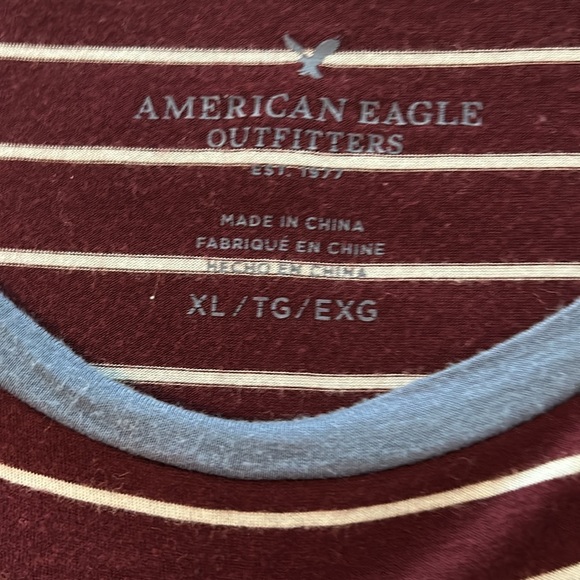 AMERICAN EAGLE
OUTFITTERS
EST. 1977
MADE IN CHINA
FABRIQUÉ EN CHINE
HECHO EN CHINA
XL/TG/EXG